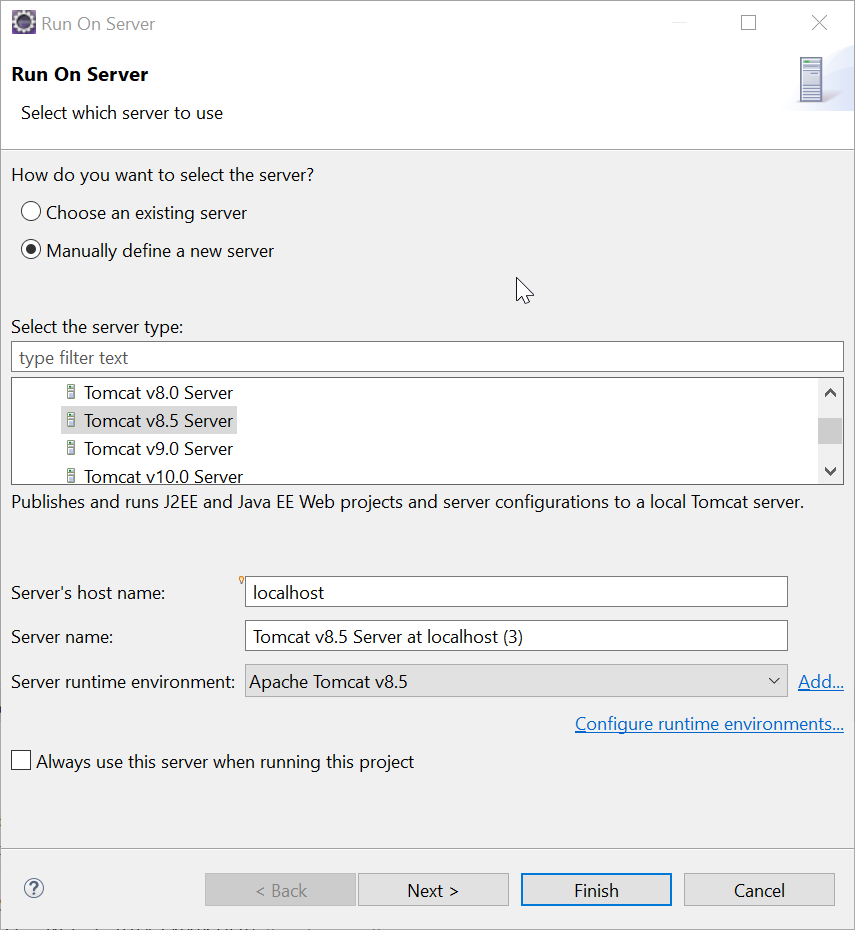 Run On Server
Run On Server
Select which server to use
How do you want to select the server?
Choose an existing server
Manually define a new server
Select the server type:
type filter text
Tomcat v8.0 Server
Tomcat v8.5 Server
Tomcat v9.0 Server
Tomcat v10.0 Server
Publishes and runs J2EE and Java EE Web projects and server configurations to a local Tomcat server.
Server's host name: localhost
Server name: Tomcat v8.5 Server at localhost (3)
Server runtime environment: Apache Tomcat v8.5 Add...
Configure runtime environments...
Always use this server when running this project
? < Back Next > Finish Cancel